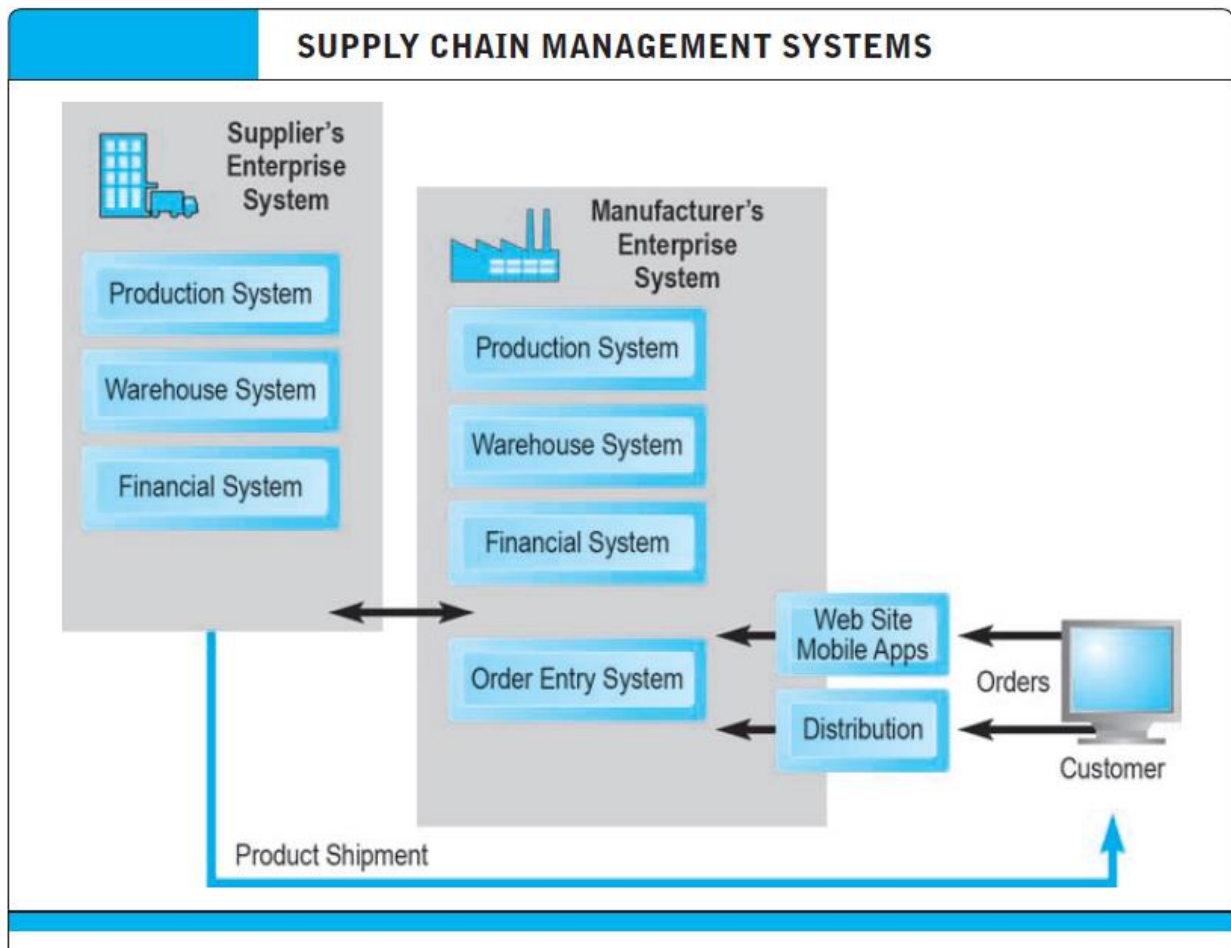 SUPPLY CHAIN MANAGEMENT SYSTEMS
Supplier's
Enterprise
System
Production System
Warehouse System
Financial System
Manufacturer's
Enterprise
System
Production System
Warehouse System
Financial System
Order Entry System
Web Site
Mobile Apps
Distribution
Orders
Customer
Product Shipment